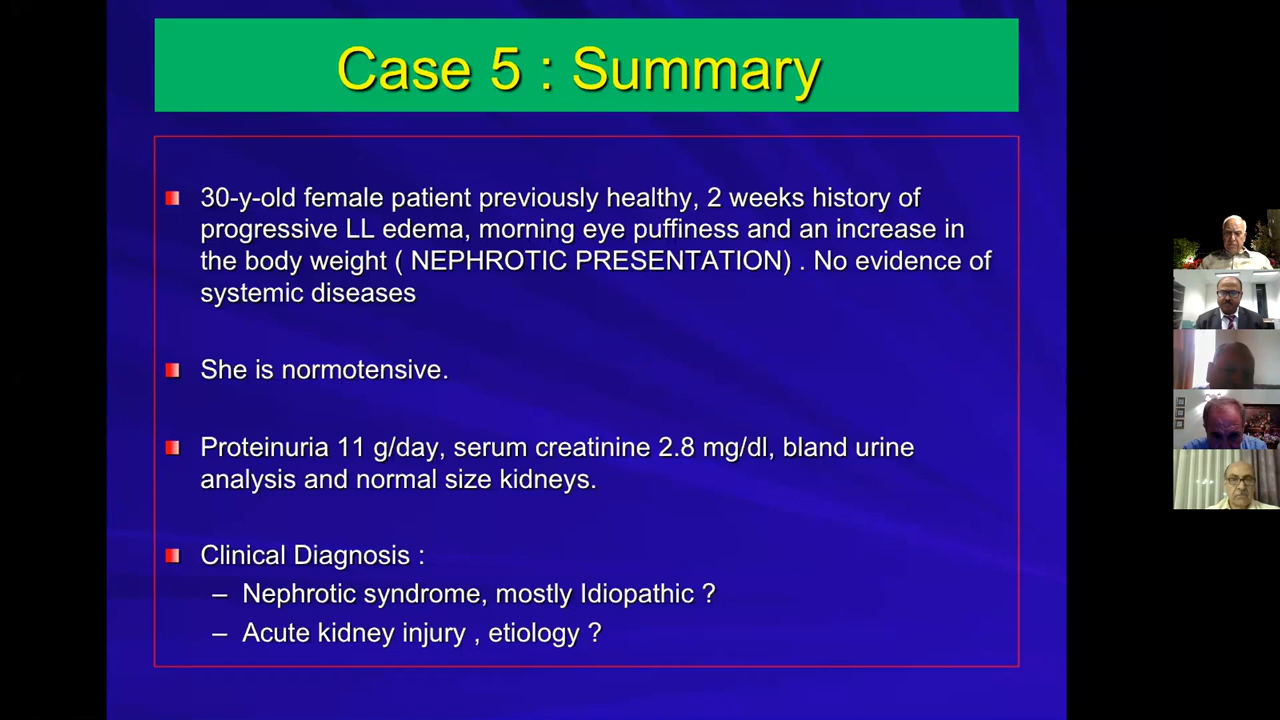 Case 5 : Summary
30-y-old female patient previously healthy, 2 weeks history of
progressive LL edema, morning eye puffiness and an increase in
the body weight ( NEPHROTIC PRESENTATION) . No evidence of
systemic diseases
She is normotensive.
Proteinuria 11 g/day, serum creatinine 2.8 mg/dl, bland urine
analysis and normal size kidneys.
Clinical Diagnosis :
– Nephrotic syndrome, mostly Idiopathic ?
– Acute kidney injury , etiology ?